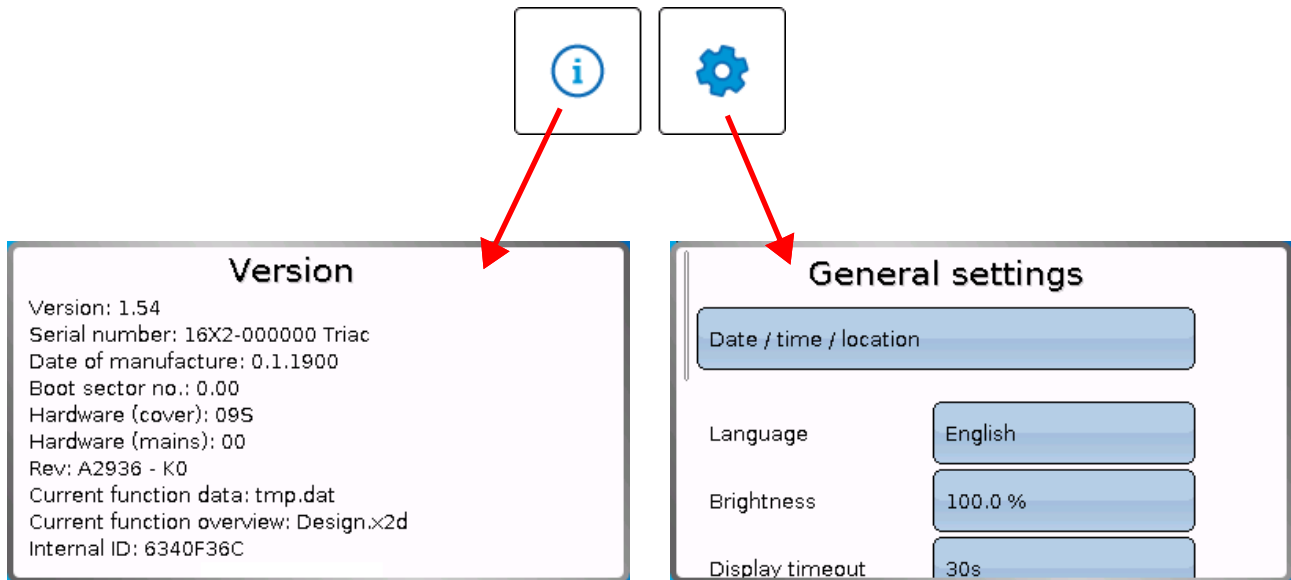 i
Version
Version: 1.54
Serial number: 16X2-000000 Triac
Date of manufacture: 0.1.1900
Boot sector no.: 0.00
Hardware (cover): 09S
Hardware (mains): 00
Rev: A2936 - K0
Current function data: tmp.dat
Current function overview: Design.x2d
Internal ID: 6340F36C
General settings
Date / time / location
Language English
Brightness 100.0 %
Display timeout 30s